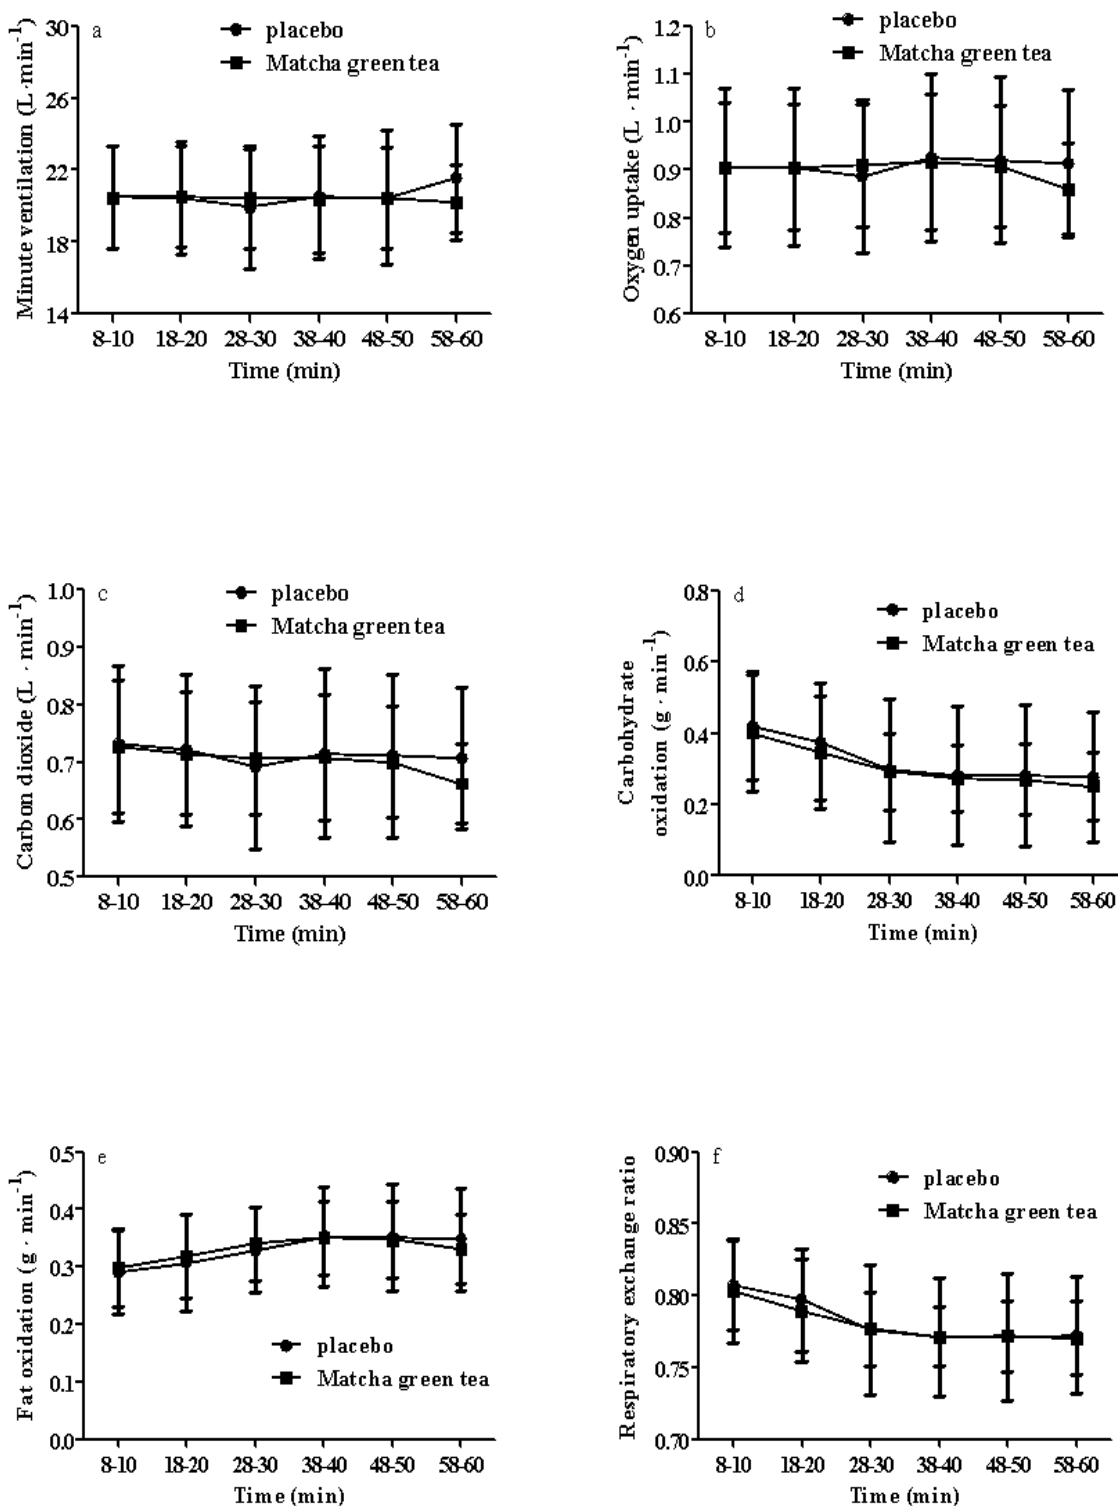 a
placebo
Matcha green tea
Minute ventilation (L·min⁻¹)
30
26
22
18
14
8-10 18-20 28-30 38-40 48-50 58-60
Time (min)
b
placebo
Matcha green tea
Oxygen uptake (L · min⁻¹)
1.2
1.1
1.0
0.9
0.8
0.7
0.6
8-10 18-20 28-30 38-40 48-50 58-60
Time (min)
c
placebo
Matcha green tea
Carbon dioxide (L · min⁻¹)
1.0
0.9
0.8
0.7
0.6
0.5
8-10 18-20 28-30 38-40 48-50 58-60
Time (min)
d
placebo
Matcha green tea
Carbohydrate
oxidation (g · min⁻¹)
0.8
0.6
0.4
0.2
0.0
8-10 18-20 28-30 38-40 48-50 58-60
Time (min)
e
Fat oxidation (g · min⁻¹)
0.5
0.4
0.3
0.2
0.1
0.0
placebo
Matcha green tea
8-10 18-20 28-30 38-40 48-50 58-60
Time (min)
f
placebo
Matcha green tea
Respiratory exchange ratio
0.90
0.85
0.80
0.75
0.70
8-10 18-20 28-30 38-40 48-50 58-60
Time (min)